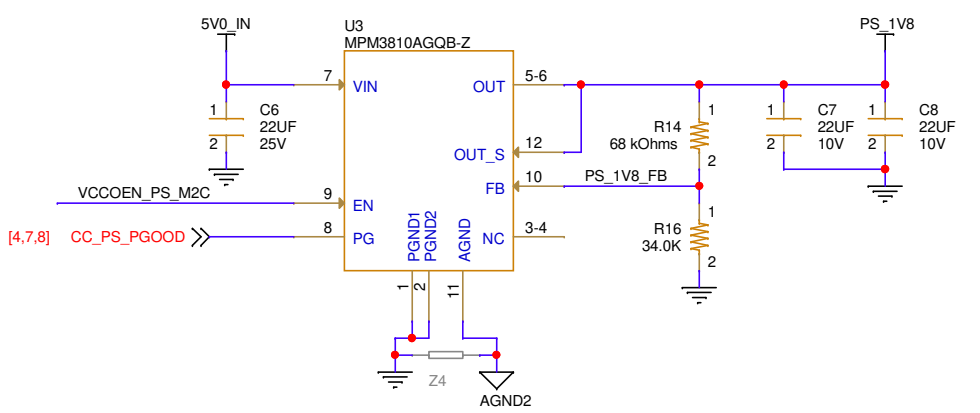 5V0_IN
U3
MPM3810AGQB-Z
PS_1V8
7
VIN
OUT
5-6
1
C6
22UF
25V
2
1
R14
68 kOhms
2
1
C7
22UF
10V
2
1
C8
22UF
10V
2
OUT_S
12
VCCOEN_PS_M2C
9
EN
FB
10
PS_1V8_FB
[4,7,8]
CC_PS_PGOOD
8
PG
PGND1
PGND2
AGND
NC
3-4
1
R16
34.0K
2
1
2
11
Z4
AGND2